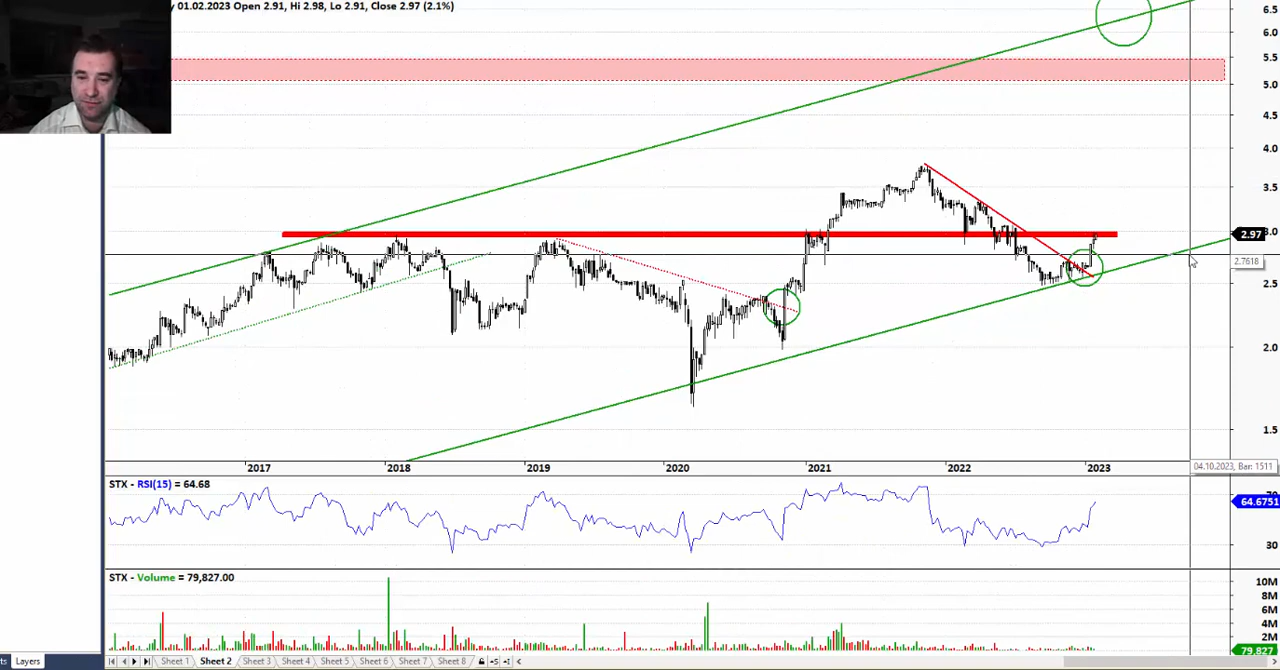 01.02.2023 Open 2.91, Hi 2.98, Lo 2.91, Close 2.97 (2.1%)
6.5
6.0
5.5
5.0
4.5
4.0
3.5
3.0
2.97
2.7618
2.5
2.0
1.5
2017 2018 2019 2020 2021 2022 2023
04.10.2023, Bar: 1511
STX - RSI(15) = 64.68
70
64.6751
30
STX - Volume = 79,827.00
10M
8M
6M
4M
2M
79,827
Layers Sheet 1 Sheet 2 Sheet 3 Sheet 4 Sheet 5 Sheet 6 Sheet 7 Sheet 8